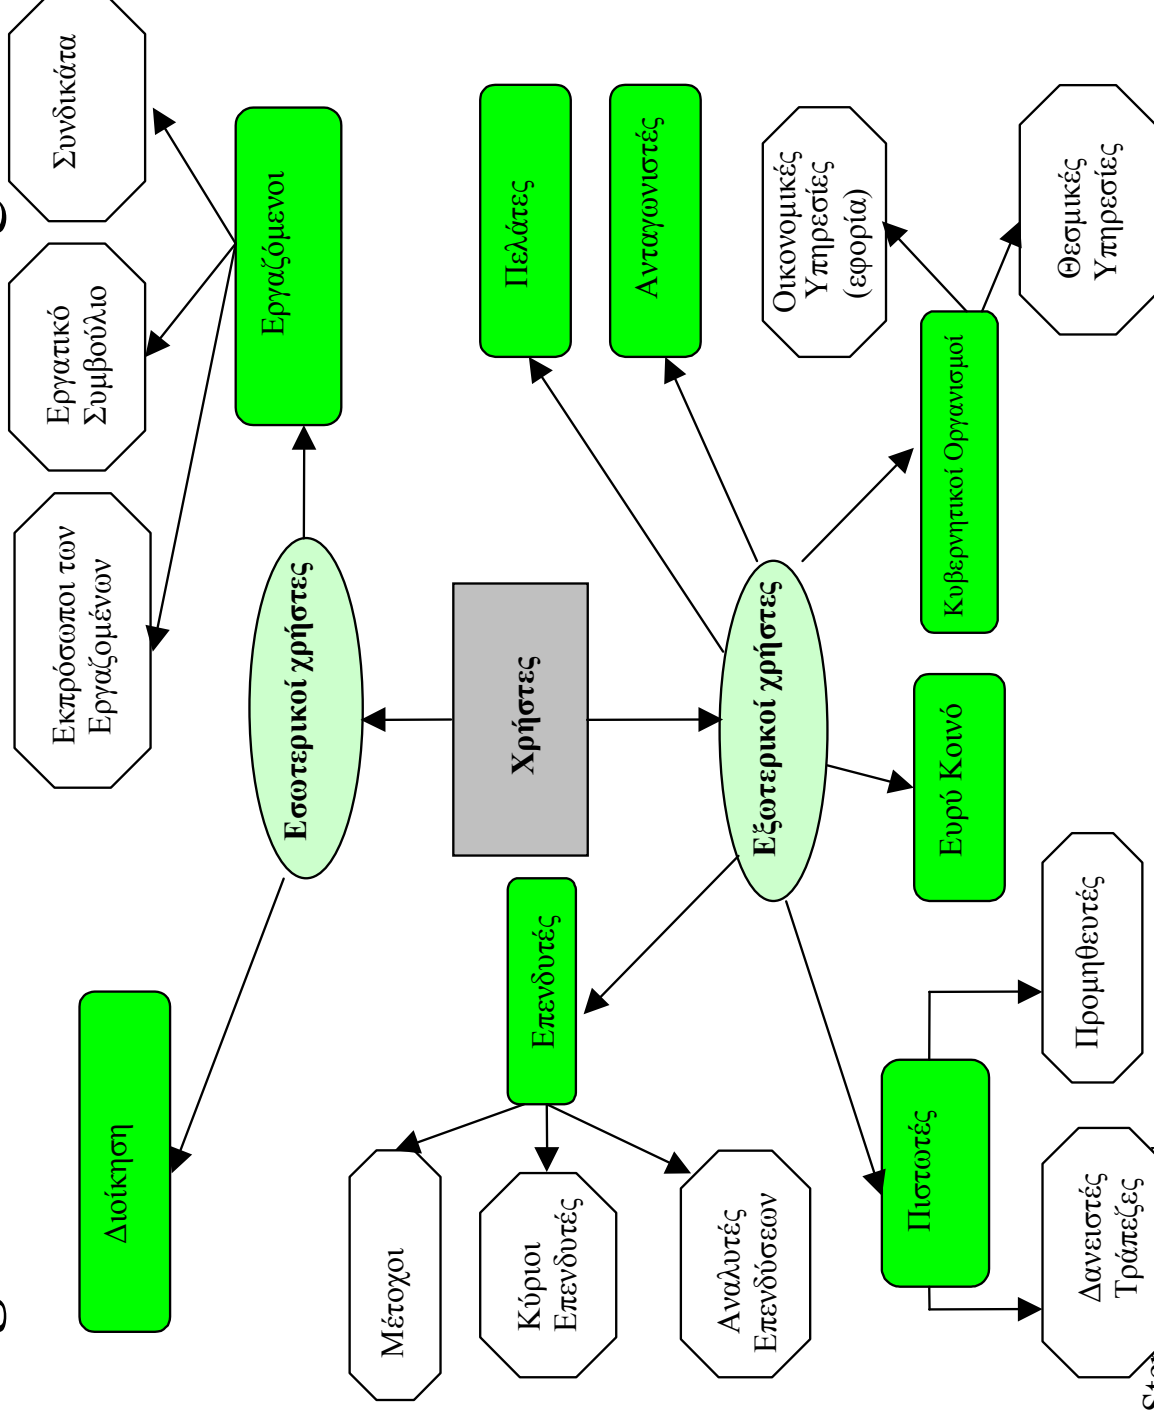 Διοίκηση
Εσωτερικοί χρήστες
Εκπρόσωποι των
Εργαζομένων
Εργατικό
Συμβούλιο
Συνδικάτα
Εργαζόμενοι
Μέτοχοι
Κύριοι
Επενδυτές
Αναλυτές
Επενδύσεων
Επενδυτές
Χρήστες
Πελάτες
Ανταγωνιστές
Εξωτερικοί χρήστες
Οικονομικές
Υπηρεσίες
(εφορία)
Πιστωτές
Ευρύ Κοινό
Κυβερνητικοί Οργανισμοί
Δανειστές
Τράπεζες
Προμηθευτές
Θεσμικές
Υπηρεσίες